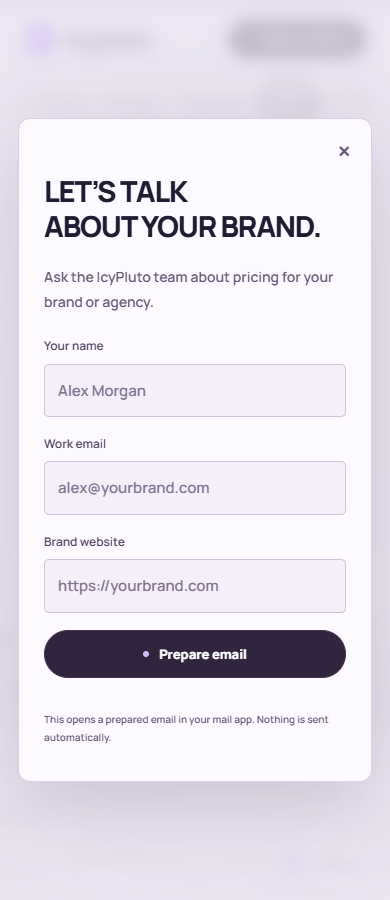 ×
LET’S TALK
ABOUT YOUR BRAND.
Ask the IcyPluto team about pricing for your
brand or agency.
Your name
Alex Morgan
Work email
alex@yourbrand.com
Brand website
https://yourbrand.com
Prepare email
This opens a prepared email in your mail app. Nothing is sent
automatically.